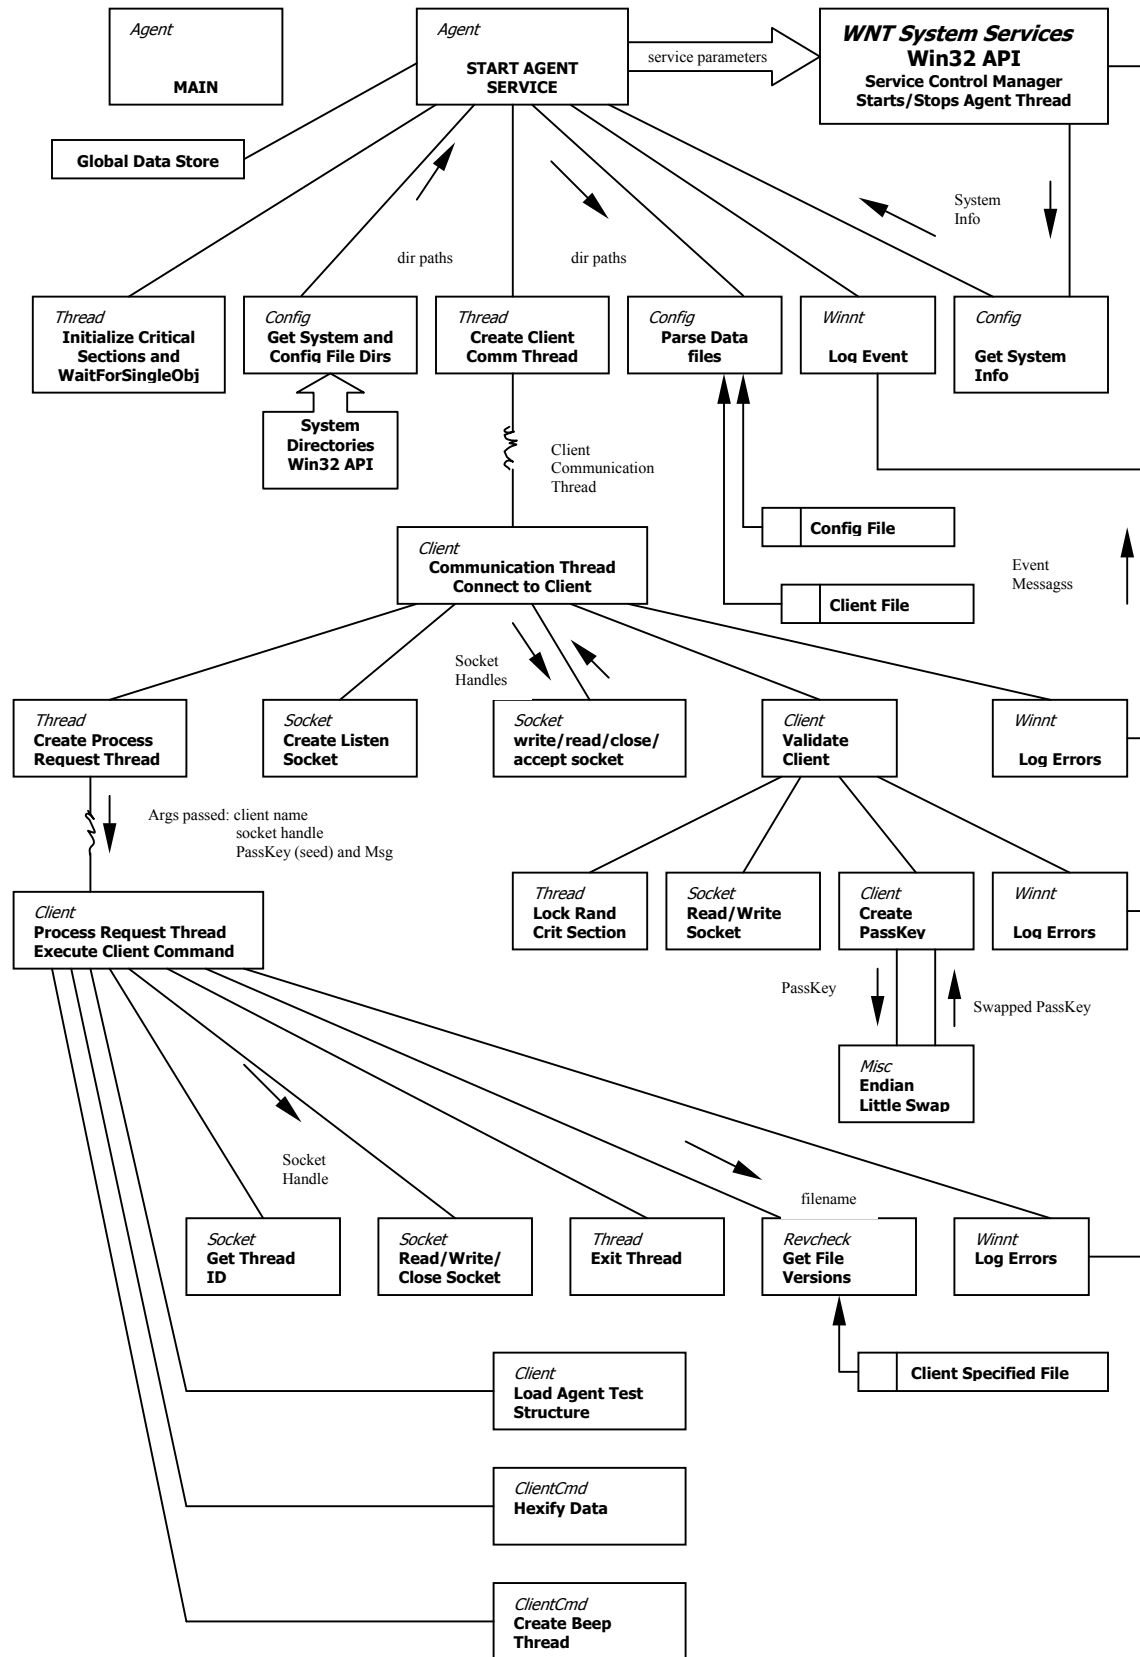 Agent
MAIN
Agent
START AGENT
SERVICE
service parameters
WNT System Services
Win32 API
Service Control Manager
Starts/Stops Agent Thread
Global Data Store
System
Info
dir paths
dir paths
Thread
Initialize Critical
Sections and
WaitForSingleObj
Config
Get System and
Config File Dirs
Thread
Create Client
Comm Thread
Config
Parse Data
files
Winnt
Log Event
Config
Get System
Info
System
Directories
Win32 API
Client
Communication
Thread
Config File
Client
Communication Thread
Connect to Client
Event
Messagss
Client File
Socket
Handles
Thread
Create Process
Request Thread
Socket
Create Listen
Socket
Socket
write/read/close/
accept socket
Client
Validate
Client
Winnt
Log Errors
Args passed: client name
socket handle
PassKey (seed) and Msg
Thread
Lock Rand
Crit Section
Socket
Read/Write
Socket
Client
Create
PassKey
Winnt
Log Errors
Client
Process Request Thread
Execute Client Command
PassKey
Swapped PassKey
Misc
Endian
Little Swap
Socket
Handle
filename
Socket
Get Thread
ID
Socket
Read/Write/
Close Socket
Thread
Exit Thread
Revcheck
Get File
Versions
Winnt
Log Errors
Client
Load Agent Test
Structure
Client Specified File
ClientCmd
Hexify Data
ClientCmd
Create Beep
Thread